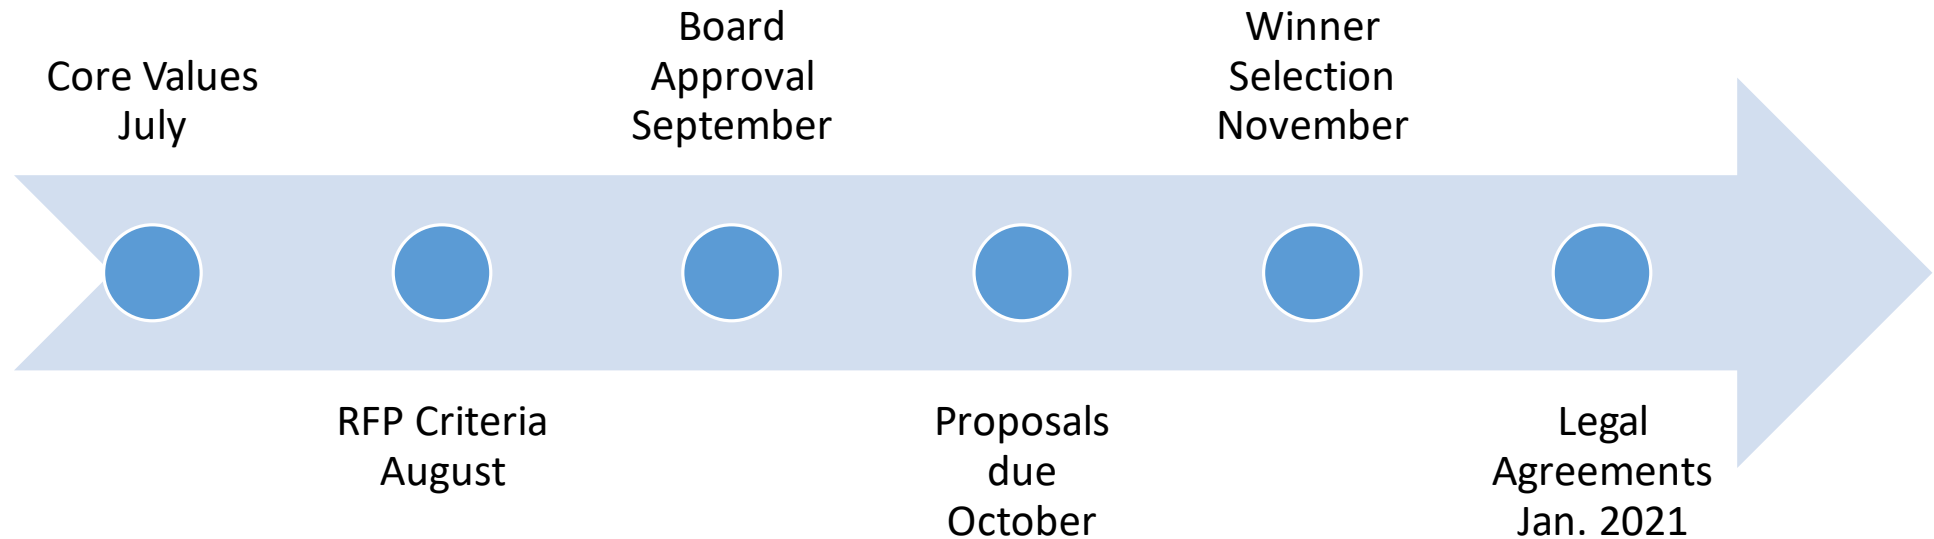 Core Values
July
RFP Criteria
August
Board
Approval
September
Proposals
due
October
Winner
Selection
November
Legal
Agreements
Jan. 2021